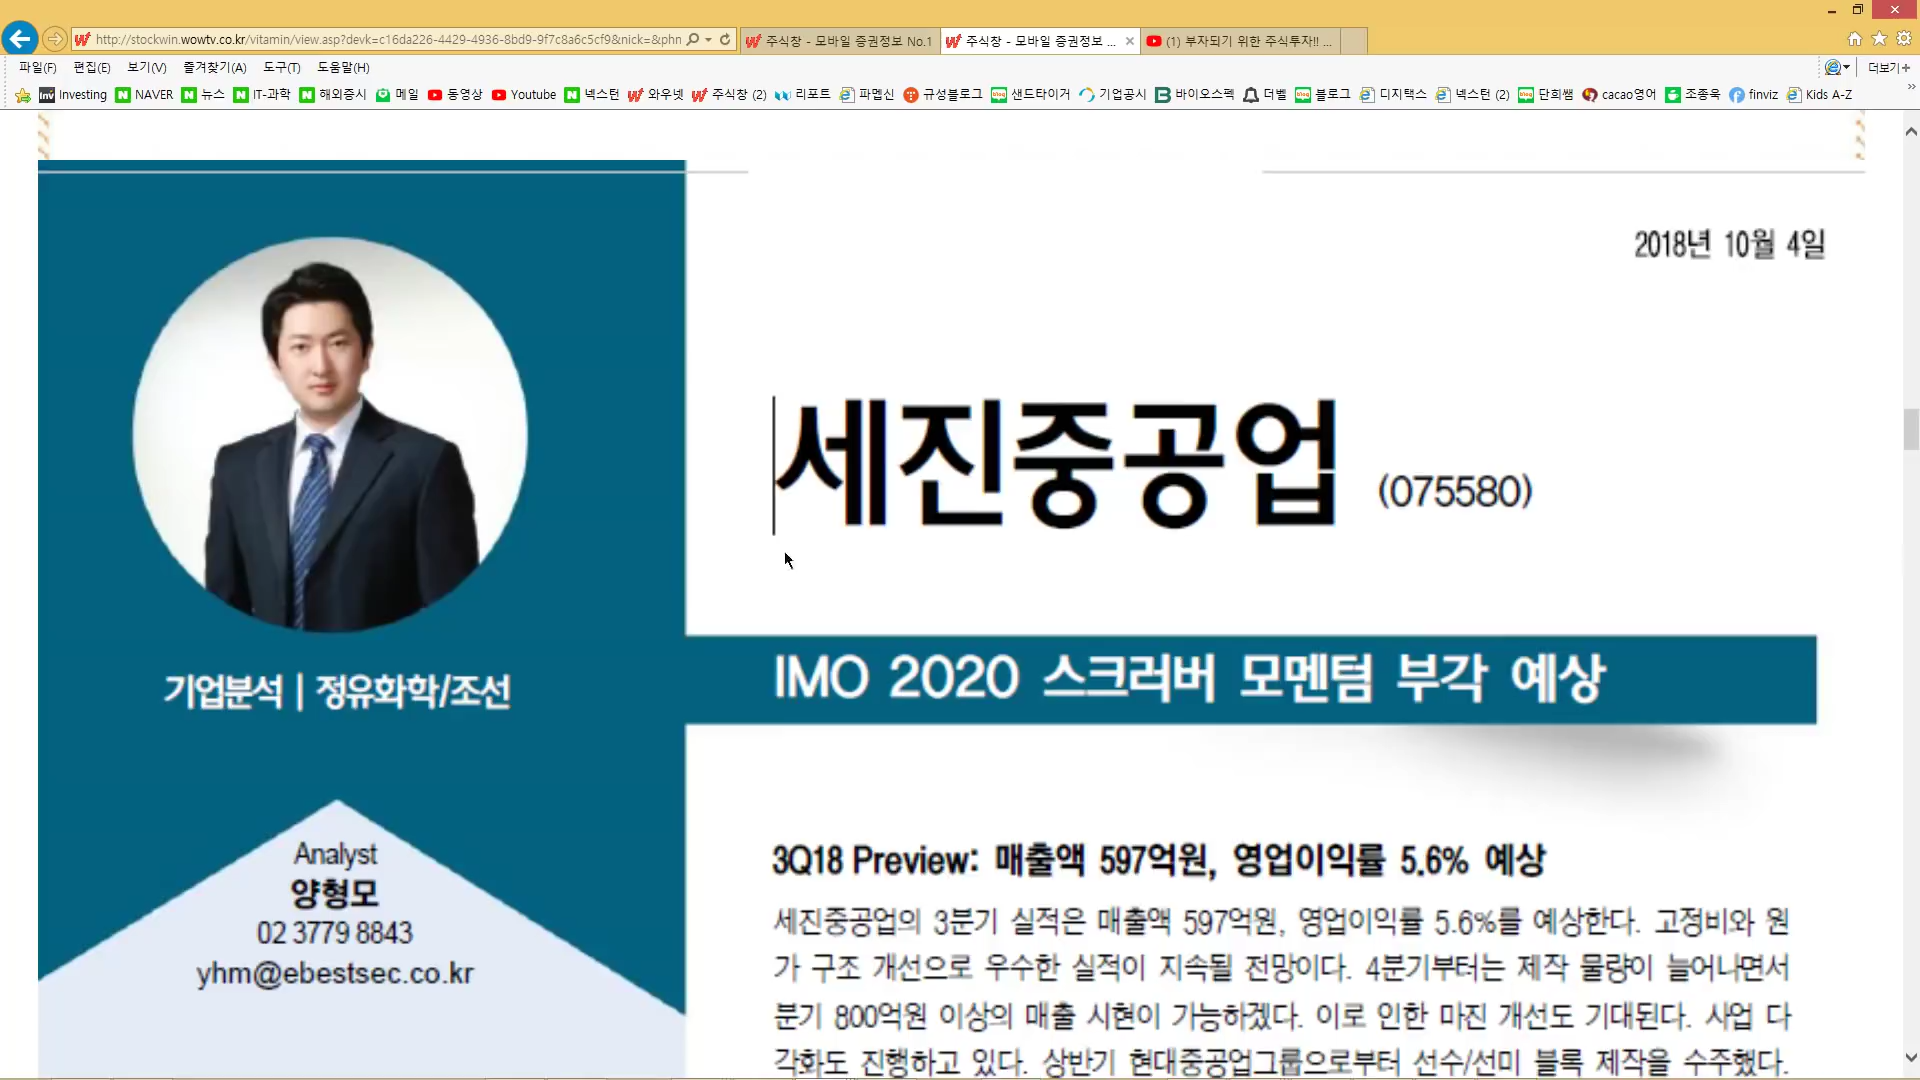 http://stockwin.wowtv.co.kr/vitamin/view.asp?devk=c16da226-4429-4936-8bd9-9f7c8a6c5cf9&nick=&phn
주식창 - 모바일 증권정보 No.1
주식창 - 모바일 증권정보 ...
(1) 부자되기 위한 주식투자!! ...
파일(F) 편집(E) 보기(V) 즐겨찾기(A) 도구(T) 도움말(H)
더보기
Investing NAVER 뉴스 IT-과학 해외증시 메일 동영상 Youtube 넥스턴 와우넷 주식창 (2) 리포트 파멥신 규성블로그 샌드타이거 기업공시 바이오스펙 더벨 블로그 디지택스 넥스턴 (2) 단희쌤 cacao영어 조종욱 finviz Kids A-Z
2018년 10월 4일
세진중공업 (075580)
IMO 2020 스크러버 모멘텀 부각 예상
기업분석 | 정유화학/조선
Analyst
양형모
02 3779 8843
yhm@ebestsec.co.kr
3Q18 Preview: 매출액 597억원, 영업이익률 5.6% 예상
세진중공업의 3분기 실적은 매출액 597억원, 영업이익률 5.6%를 예상한다. 고정비와 원
가 구조 개선으로 우수한 실적이 지속될 전망이다. 4분기부터는 제작 물량이 늘어나면서
분기 800억원 이상의 매출 시현이 가능하겠다. 이로 인한 마진 개선도 기대된다. 사업 다
각화도 진행하고 있다. 상반기 현대중공업그룹으로부터 선수/선미 블록 제작을 수주했다.